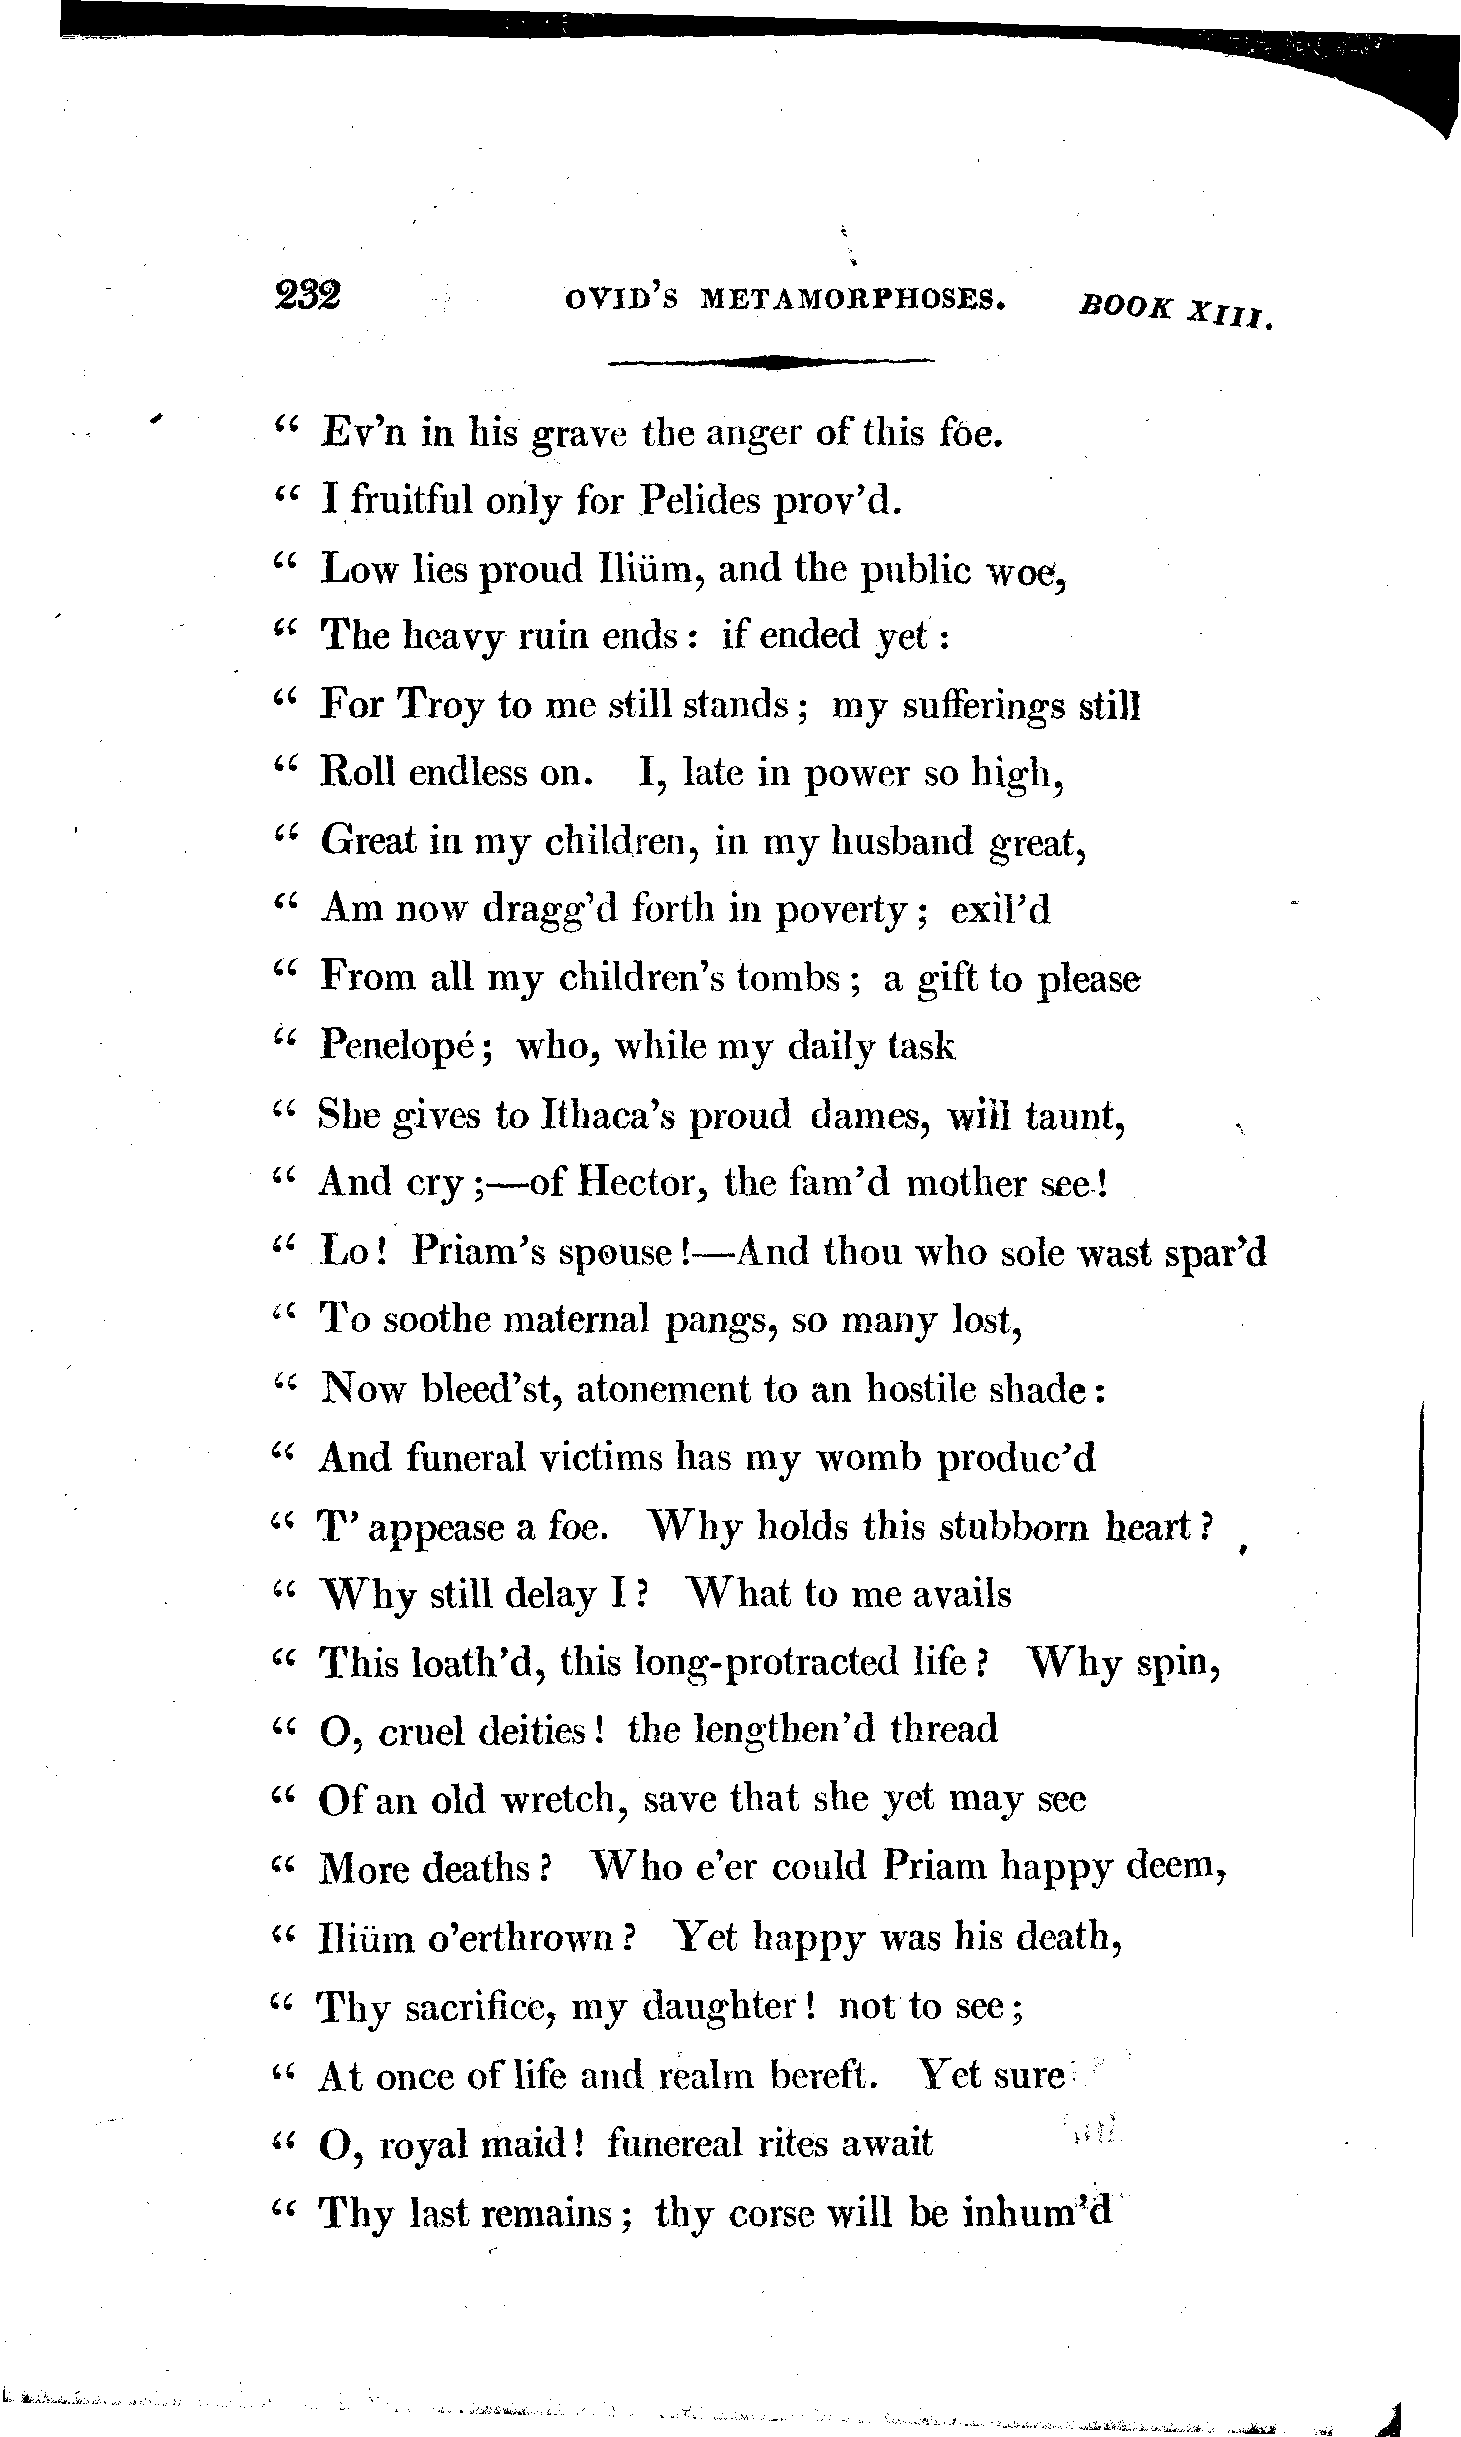 232 OVID'S METAMORPHOSES. BOOK XIII.
“ Ev'n in his grave the anger of this foe.
“ I fruitful only for Pelides prov'd.
“ Low lies proud Iliüm, and the public woe,
“ The heavy ruin ends : if ended yet :
“ For Troy to me still stands ; my sufferings still
“ Roll endless on. I, late in power so high,
“ Great in my children, in my husband great,
“ Am now dragg'd forth in poverty ; exil'd
“ From all my children's tombs ; a gift to please
“ Penelopé ; who, while my daily task
“ She gives to Ithaca's proud dames, will taunt,
“ And cry ;—of Hector, the fam'd mother see !
“ Lo ! Priam's spouse !—And thou who sole wast spar'd
“ To soothe maternal pangs, so many lost,
“ Now bleed'st, atonement to an hostile shade :
“ And funeral victims has my womb produc'd
“ T' appease a foe. Why holds this stubborn heart ?
“ Why still delay I ? What to me avails
“ This loath'd, this long-protracted life ? Why spin,
“ O, cruel deities ! the lengthen'd thread
“ Of an old wretch, save that she yet may see
“ More deaths ? Who e'er could Priam happy deem,
“ Iliüm o'erthrown ? Yet happy was his death,
“ Thy sacrifice, my daughter ! not to see ;
“ At once of life and realm bereft. Yet sure
“ O, royal maid ! funereal rites await
“ Thy last remains ; thy corse will be inhum'd